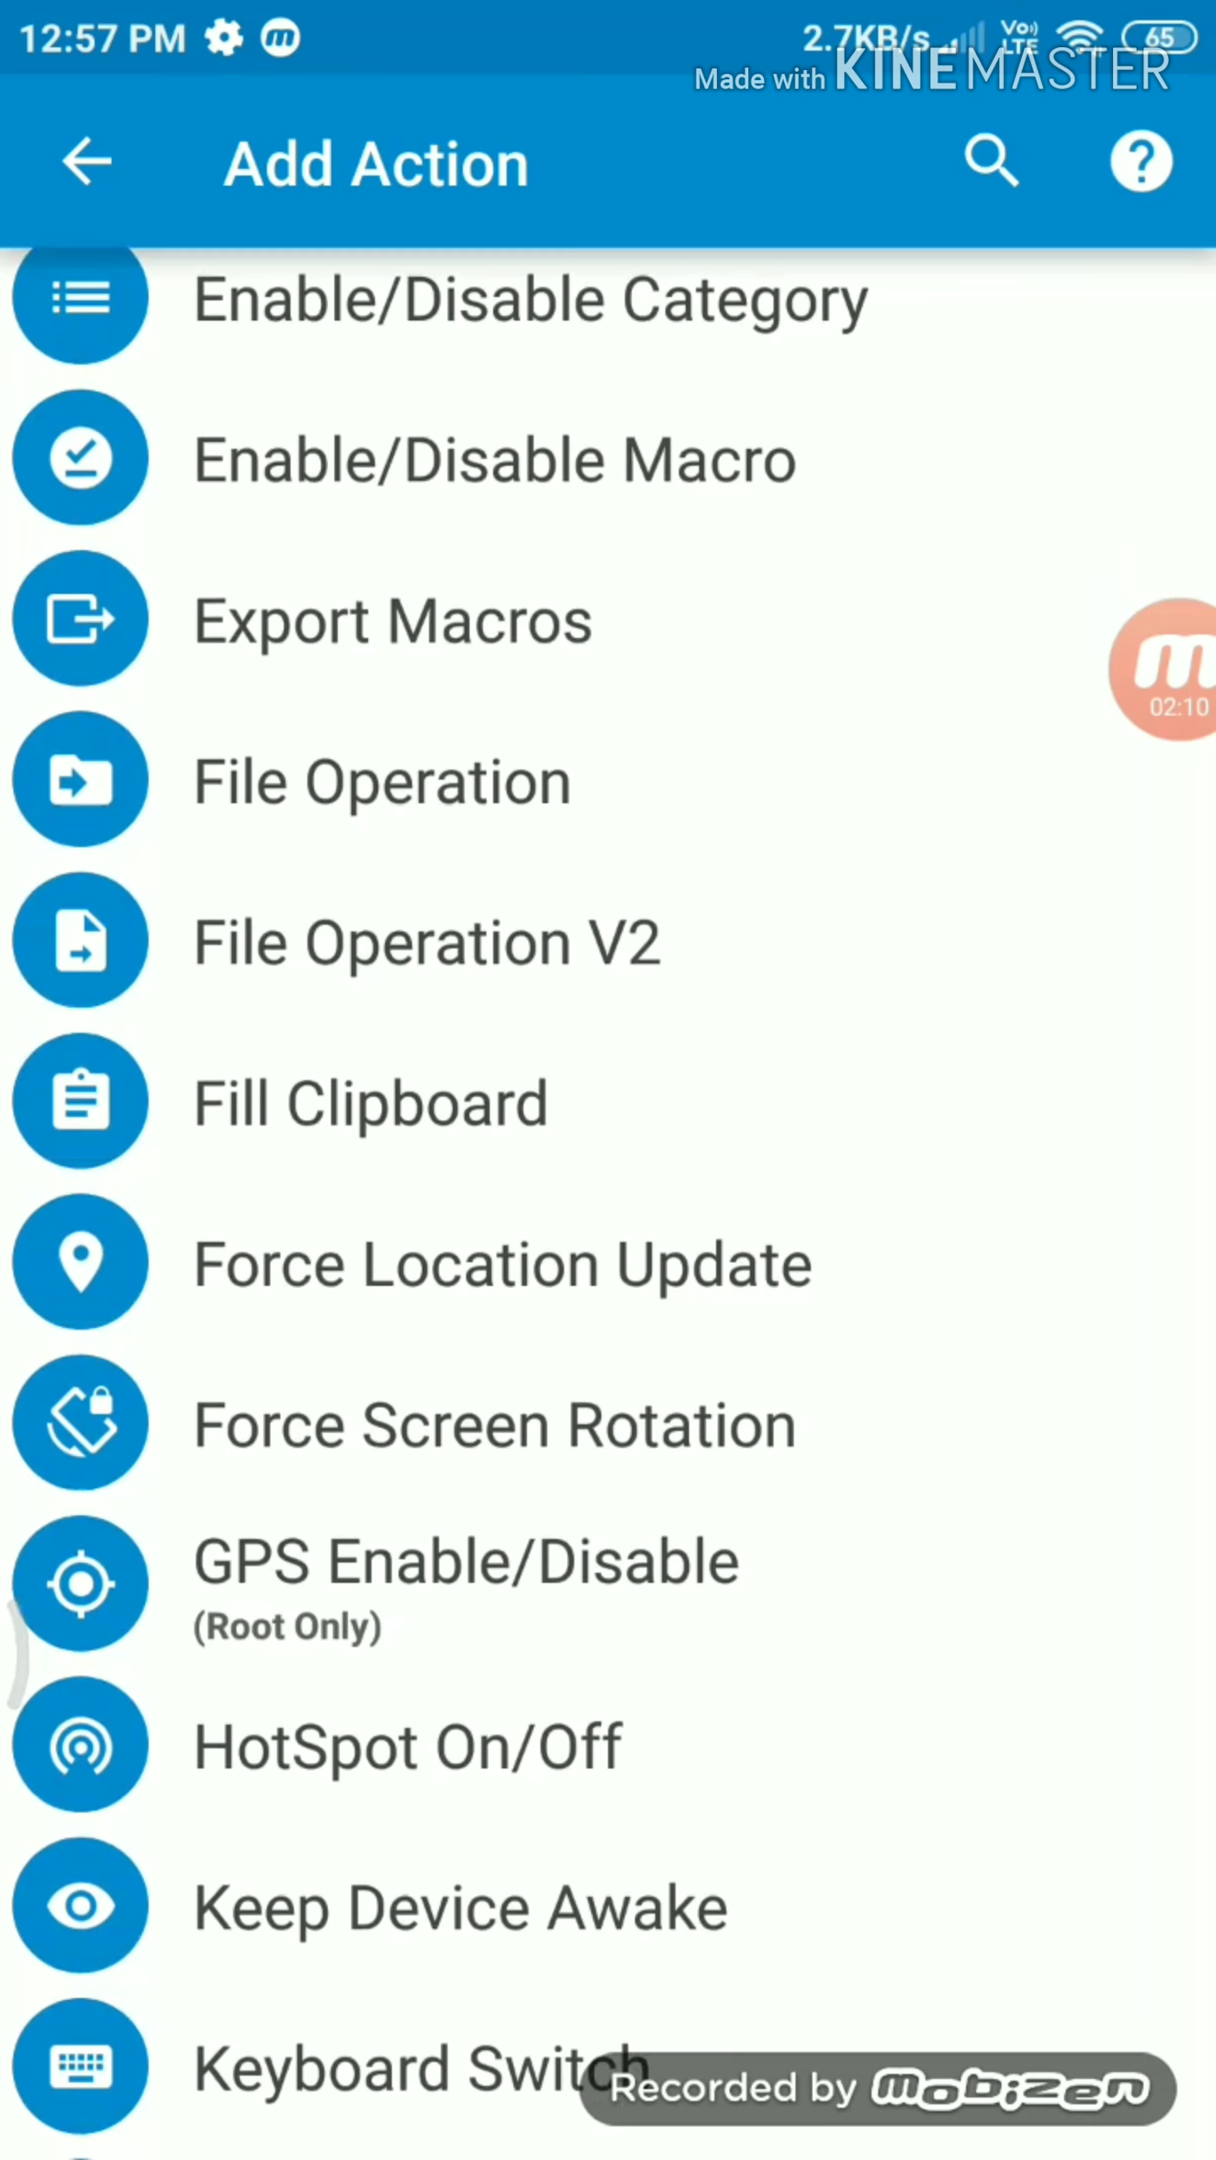 12:57 PM
2.7KB/s Vo)) LTE 65
Made with KINEMASTER
Add Action
Enable/Disable Category
Enable/Disable Macro
Export Macros
02:10
File Operation
File Operation V2
Fill Clipboard
Force Location Update
Force Screen Rotation
GPS Enable/Disable
(Root Only)
HotSpot On/Off
Keep Device Awake
Keyboard Switch
Recorded by mobizen